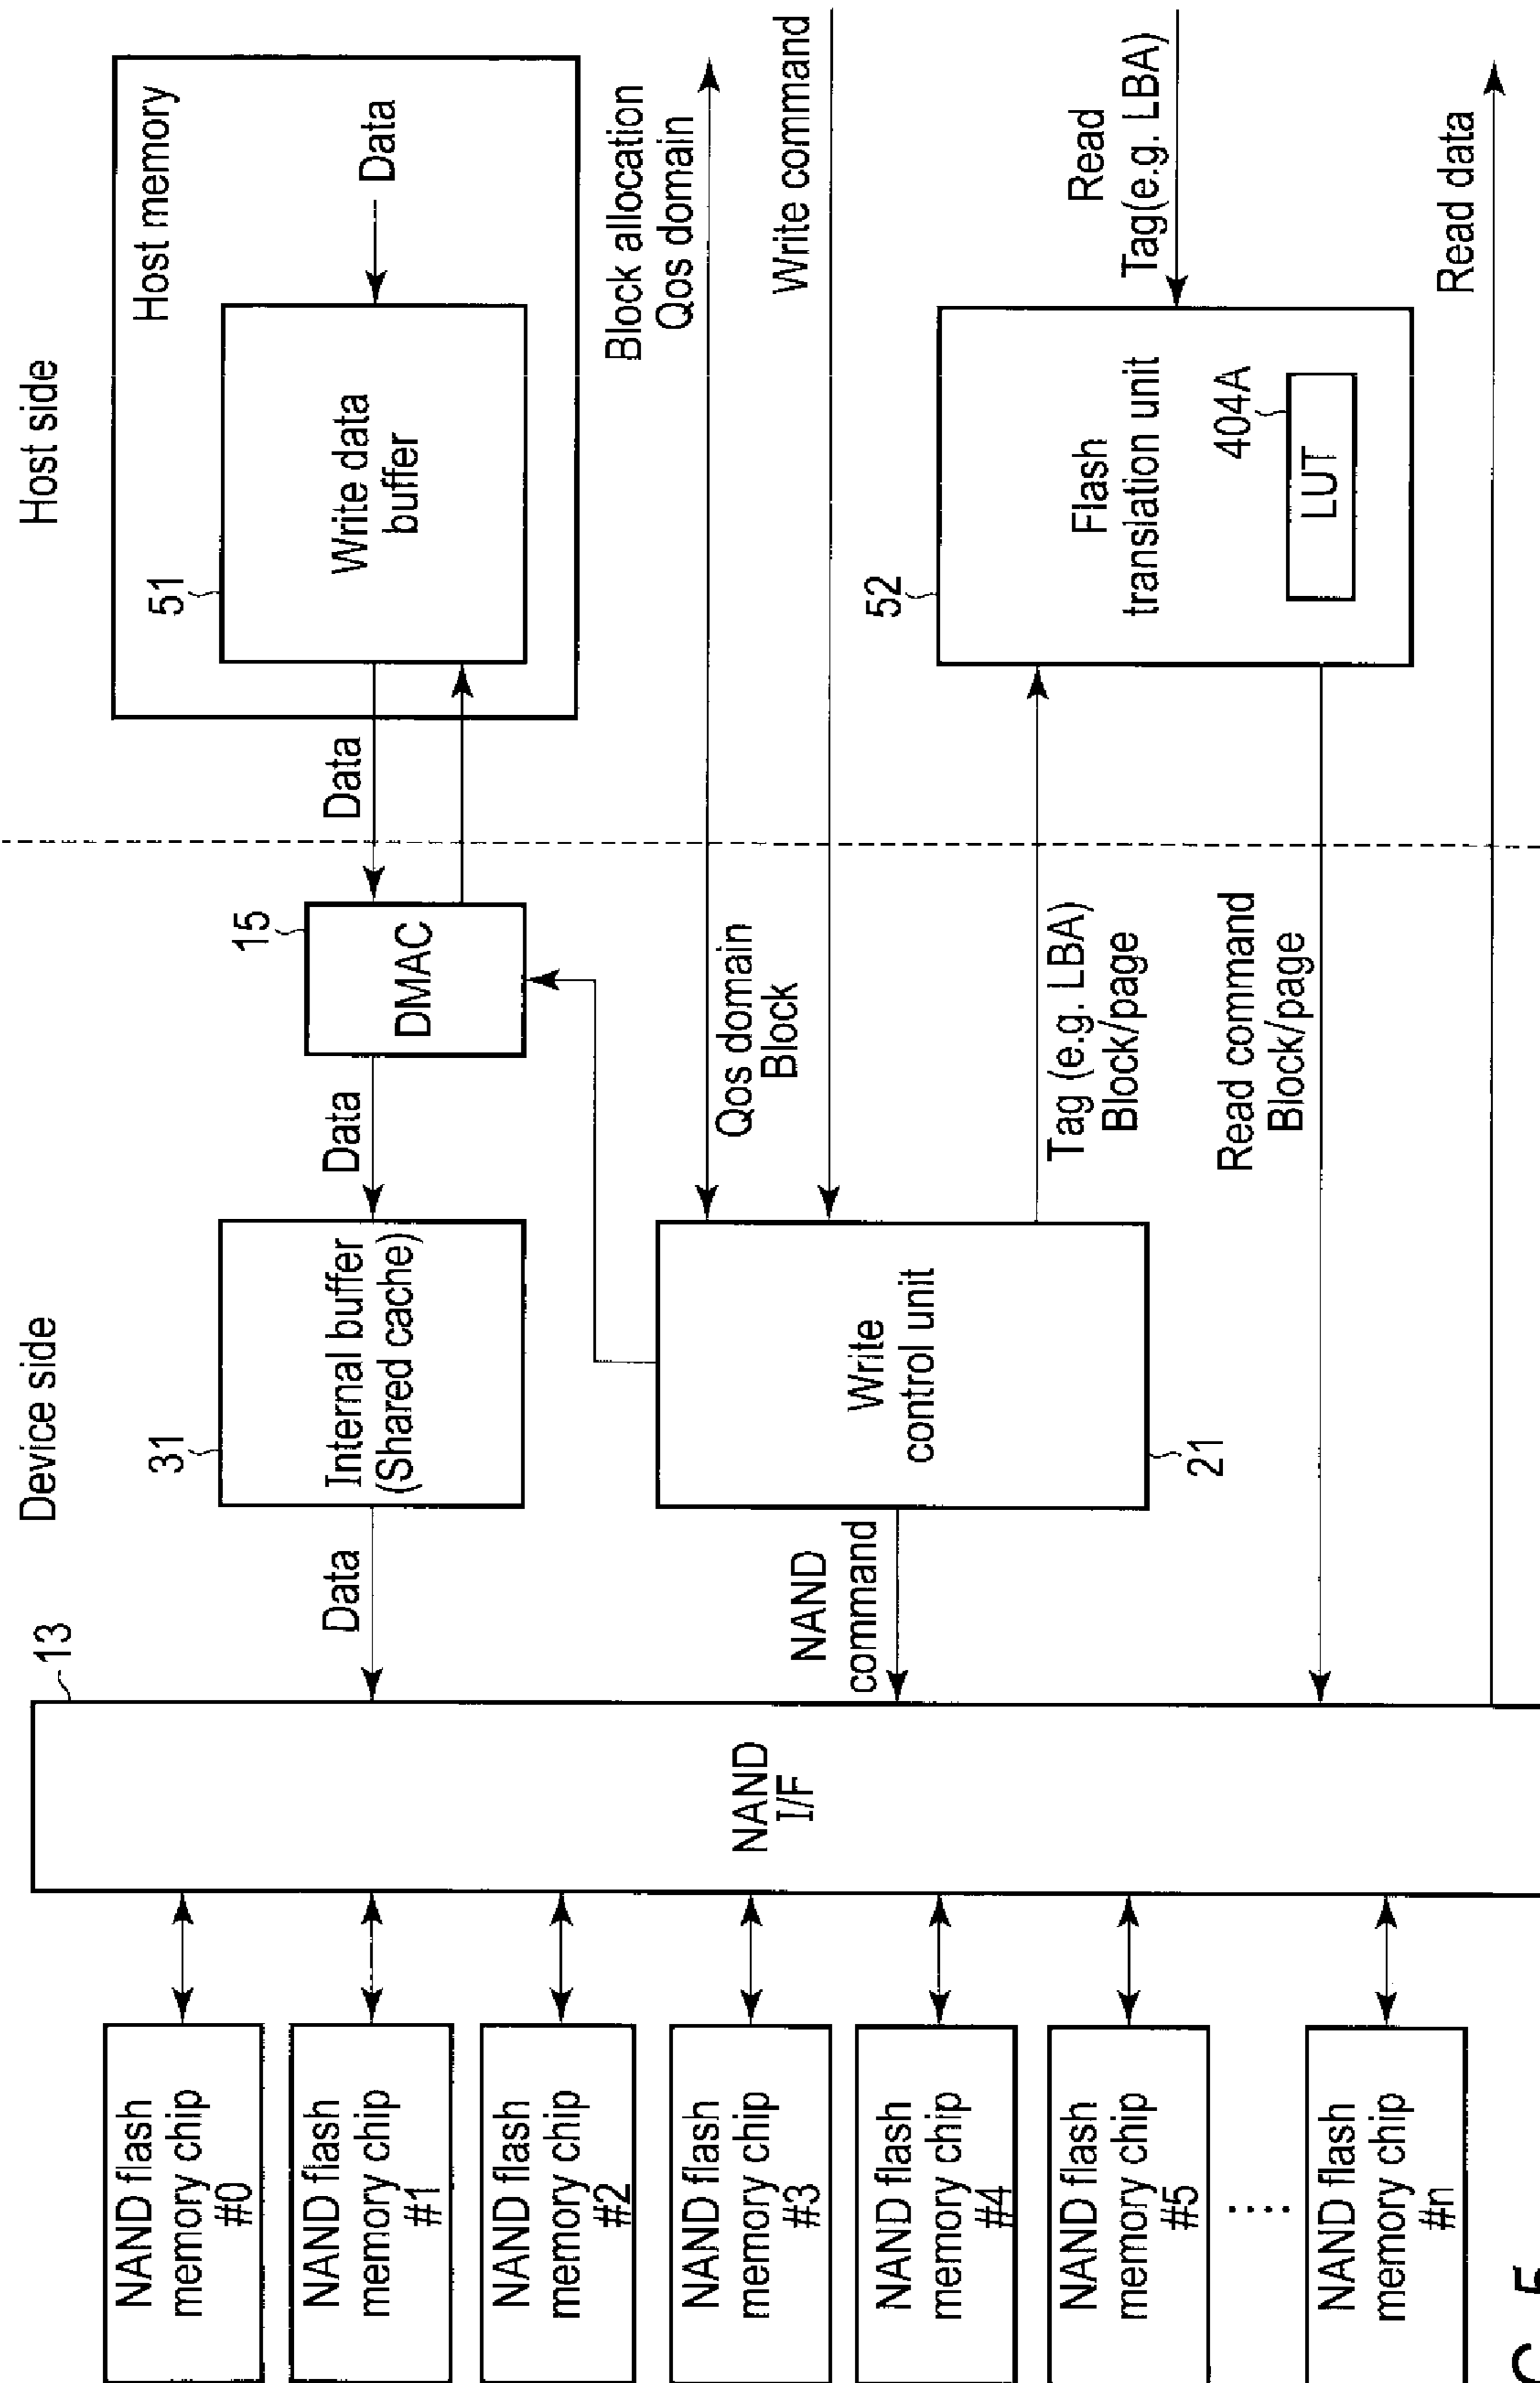 Device side
Host side
NAND flash
memory chip
#0
NAND flash
memory chip
#1
NAND flash
memory chip
#2
NAND flash
memory chip
#3
NAND flash
memory chip
#4
NAND flash
memory chip
#5
NAND flash
memory chip
#n
13
NAND
I/F
Data
31
Internal buffer
(Shared cache)
Data
15
DMAC
Data
Host memory
51
Write data
buffer
Data
NAND
command
Write
control unit
21
Qos domain
Block
Block allocation
Qos domain
Write command
Tag (e.g. LBA)
Block/page
52
Flash
translation unit
404A
LUT
Read
Tag(e.g. LBA)
Read command
Block/page
Read data